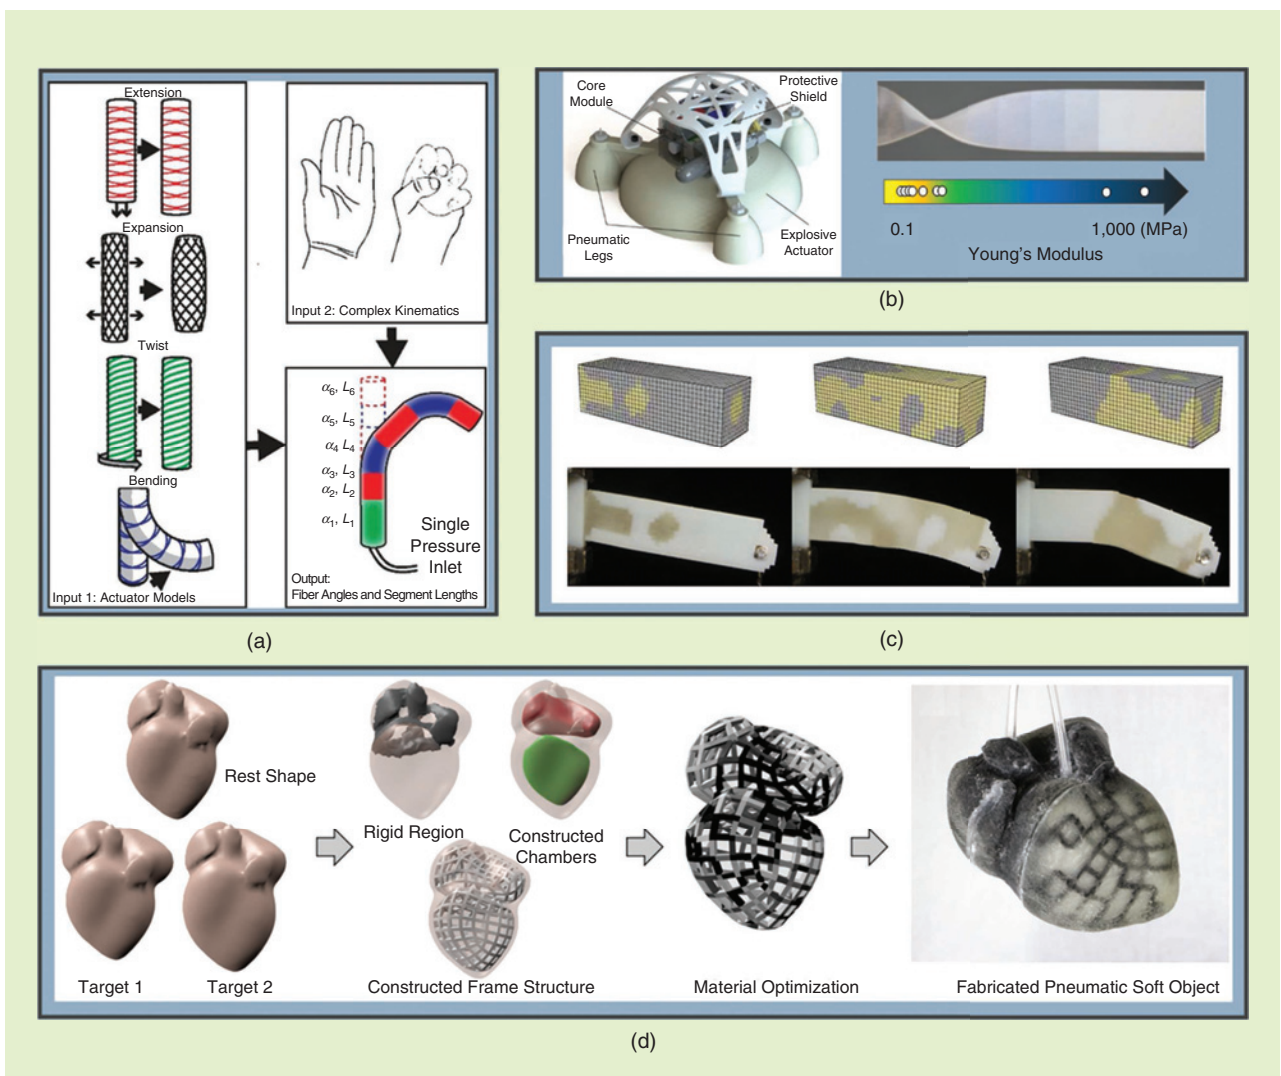 Extension
Expansion
Twist
Bending
Input 1: Actuator Models
Input 2: Complex Kinematics
α6, L6
α5, L5
α4 L4
α3, L3
α2, L2
α1, L1
Single
Pressure
Inlet
Output:
Fiber Angles and Segment Lengths
(a)
Core
Module
Protective
Shield
Pneumatic
Legs
Explosive
Actuator
0.1
1,000 (MPa)
Young's Modulus
(b)
(c)
Rest Shape
Target 1
Target 2
Rigid Region
Constructed
Chambers
Constructed Frame Structure
Material Optimization
Fabricated Pneumatic Soft Object
(d)